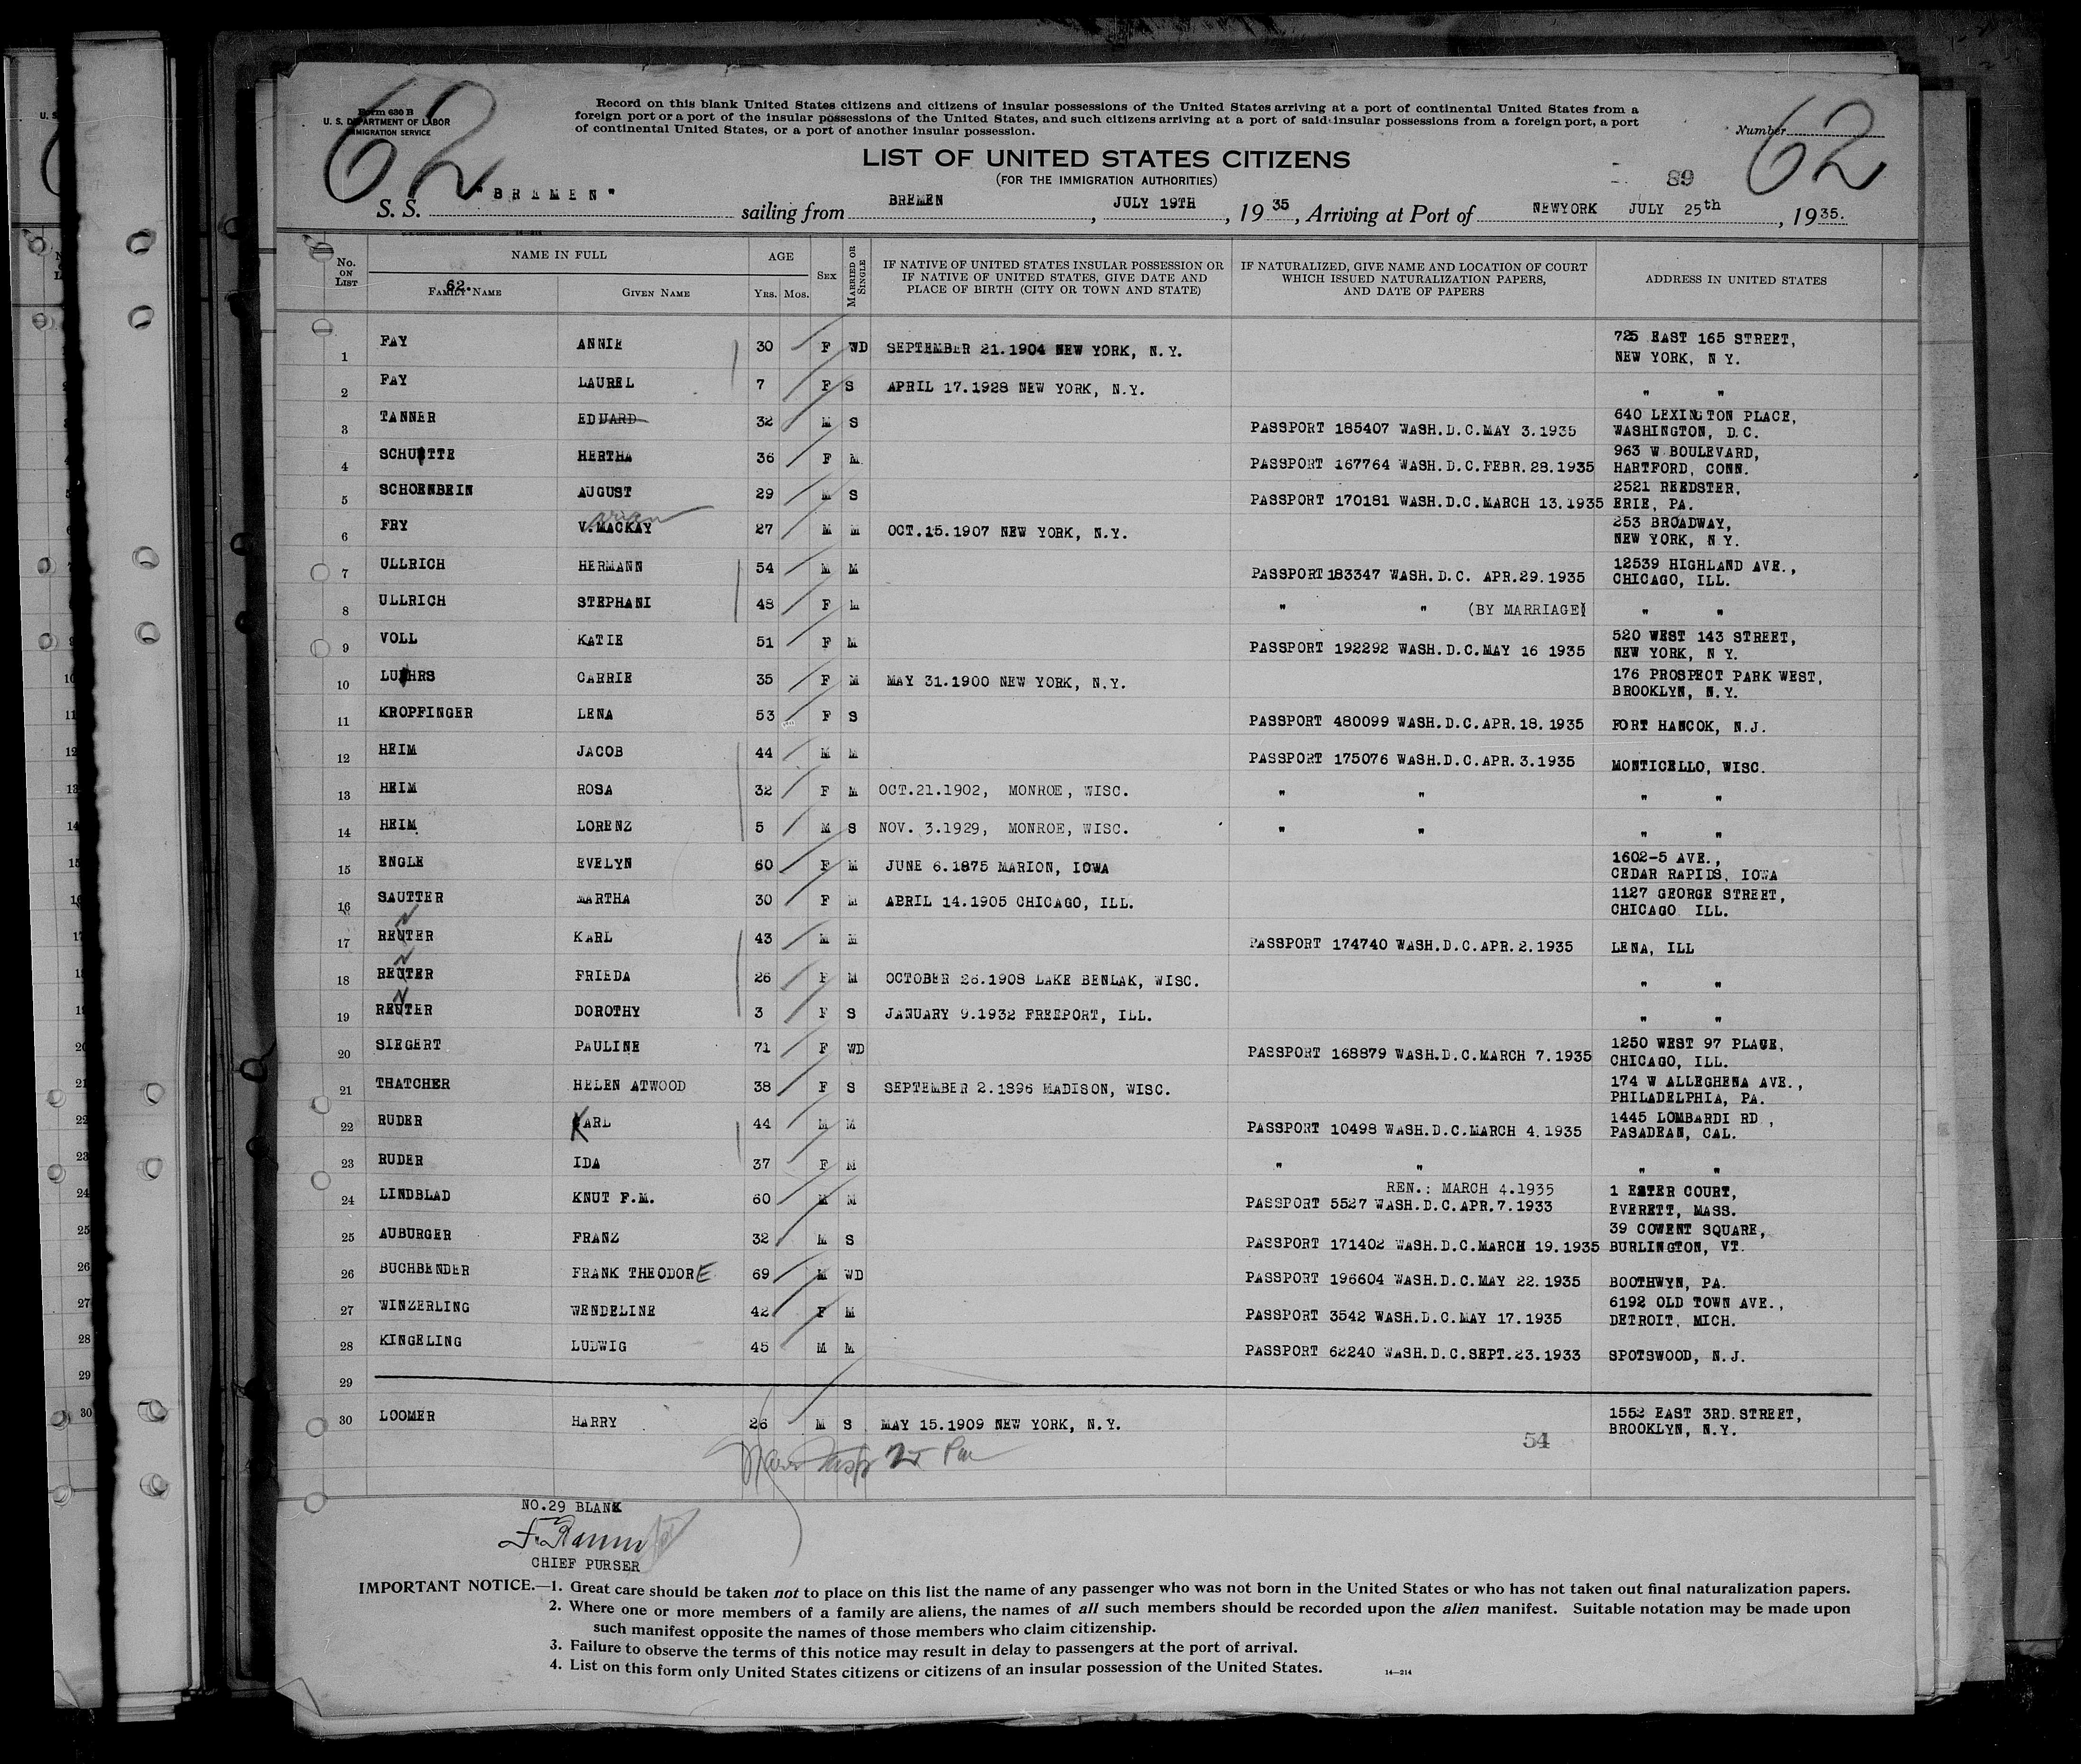 62
Form 630 B
U. S. DEPARTMENT OF LABOR
IMMIGRATION SERVICE
Record on this blank United States citizens and citizens of insular possessions of the United States arriving at a port of continental United States from a
foreign port or a port of the insular possessions of the United States, and such citizens arriving at a port of said insular possessions from a foreign port, a port
of continental United States, or a port of another insular possession.
Number 62
LIST OF UNITED STATES CITIZENS
(FOR THE IMMIGRATION AUTHORITIES)
89
S. S. "BREMEN" sailing from BREMEN, JULY 19TH, 1935, Arriving at Port of NEWYORK JULY 25th, 1935.
No. ON LIST NAME IN FULL AGE SEX MARRIED OR SINGLE IF NATIVE OF UNITED STATES INSULAR POSSESSION OR IF NATIVE OF UNITED STATES, GIVE DATE AND PLACE OF BIRTH (CITY OR TOWN AND STATE) IF NATURALIZED, GIVE NAME AND LOCATION OF COURT WHICH ISSUED NATURALIZATION PAPERS, AND DATE OF PAPERS ADDRESS IN UNITED STATES
62.
FAMILY NAME GIVEN NAME YRS. MOS.
1 FAY ANNIE 30 F WD SEPTEMBER 21.1904 NEW YORK, N.Y. 725 EAST 165 STREET, NEW YORK, N Y.
2 FAY LAUREL 7 F S APRIL 17.1928 NEW YORK, N.Y. " "
3 TANNER EDUARD 32 M S PASSPORT 185407 WASH.D.C.MAY 3.1935 640 LEXINGTON PLACE, WASHINGTON, D.C.
4 SCHUTTE HERTHA 36 F M PASSPORT 167764 WASH.D.C.FEBR.28.1935 963 W BOULEVARD, HARTFORD, CONN.
5 SCHOENBEIN AUGUST 29 M S PASSPORT 170181 WASH.D.C.MARCH 13.1935 2521 REEDSTER, ERIE, PA.
6 FRY V.MACKAY 27 M M OCT.15.1907 NEW YORK, N.Y. 253 BROADWAY, NEW YORK, N.Y.
7 ULLRICH HERMANN 54 M M PASSPORT 183347 WASH.D.C. APR.29.1935 12539 HIGHLAND AVE., CHICAGO, ILL.
8 ULLRICH STEPHANI 48 F M " " (BY MARRIAGE) " "
9 VOLL KATIE 51 F M PASSPORT 192292 WASH.D.C.MAY 16 1935 520 WEST 143 STREET, NEW YORK, N Y.
10 LUHRS CARRIE 35 F M MAY 31.1900 NEW YORK, N.Y. 176 PROSPECT PARK WEST, BROOKLYN, N.Y.
11 KROPFINGER LENA 53 F S PASSPORT 480099 WASH.D.C.APR.18.1935 FORT HANCOK, N.J.
12 HEIM JACOB 44 M M PASSPORT 175076 WASH.D.C.APR.3.1935 MONTICELLO, WISC.
13 HEIM ROSA 32 F M OCT.21.1902, MONROE, WISC. " " " "
14 HEIM LORENZ 5 M S NOV. 3.1929, MONROE, WISC. " " " "
15 ENGLE EVELYN 60 F M JUNE 6.1875 MARION, IOWA 1602-5 AVE., CEDAR RAPIDS, IOWA
16 SAUTTER MARTHA 30 F M APRIL 14.1905 CHICAGO, ILL. 1127 GEORGE STREET, CHICAGO ILL.
17 REUTER KARL 43 M M PASSPORT 174740 WASH.D.C.APR.2.1935 LENA, ILL
18 REUTER FRIEDA 26 F M OCTOBER 26.1908 LAKE BENLAK, WISC. " "
19 REUTER DOROTHY 3 F S JANUARY 9.1932 FREEPORT, ILL. " "
20 SIEGERT PAULINE 71 F WD PASSPORT 168879 WASH.D.C.MARCH 7.1935 1250 WEST 97 PLACE, CHICAGO, ILL.
21 THATCHER HELEN ATWOOD 38 F S SEPTEMBER 2.1896 MADISON, WISC. 174 W ALLEGHENA AVE., PHILADELPHIA, PA.
22 RUDER KARL 44 M M PASSPORT 10498 WASH.D.C.MARCH 4.1935 1445 LOMBARDI RD , PASADEAN, CAL.
23 RUDER IDA 37 F M " " " "
24 LINDBLAD KNUT F.M. 60 M M REN.: MARCH 4.1935 PASSPORT 5527 WASH.D.C.APR.7.1933 1 ESTER COURT, EVERETT, MASS.
25 AUBURGER FRANZ 32 M S PASSPORT 171402 WASH.D.C.MARCH 19.1935 39 COWENT SQUARE, BURLINGTON, VT.
26 BUCHBENDER FRANK THEODORE 69 M WD PASSPORT 196604 WASH.D.C.MAY 22.1935 BOOTHWYN, PA.
27 WINZERLING WENDELINE 42 F M PASSPORT 3542 WASH.D.C.MAY 17.1935 6192 OLD TOWN AVE., DETROIT, MICH.
28 KINGELING LUDWIG 45 M M PASSPORT 62240 WASH.D.C.SEPT.23.1933 SPOTSWOOD, N.J.
29
30 LOOMER HARRY 26 M S MAY 15.1909 NEW YORK, N.Y. 1552 EAST 3RD.STREET, BROOKLYN, N.Y.
54
NO.29 BLANK
CHIEF PURSER
IMPORTANT NOTICE.—1. Great care should be taken not to place on this list the name of any passenger who was not born in the United States or who has not taken out final naturalization papers.
2. Where one or more members of a family are aliens, the names of all such members should be recorded upon the alien manifest. Suitable notation may be made upon
such manifest opposite the names of those members who claim citizenship.
3. Failure to observe the terms of this notice may result in delay to passengers at the port of arrival.
4. List on this form only United States citizens or citizens of an insular possession of the United States.
14—214